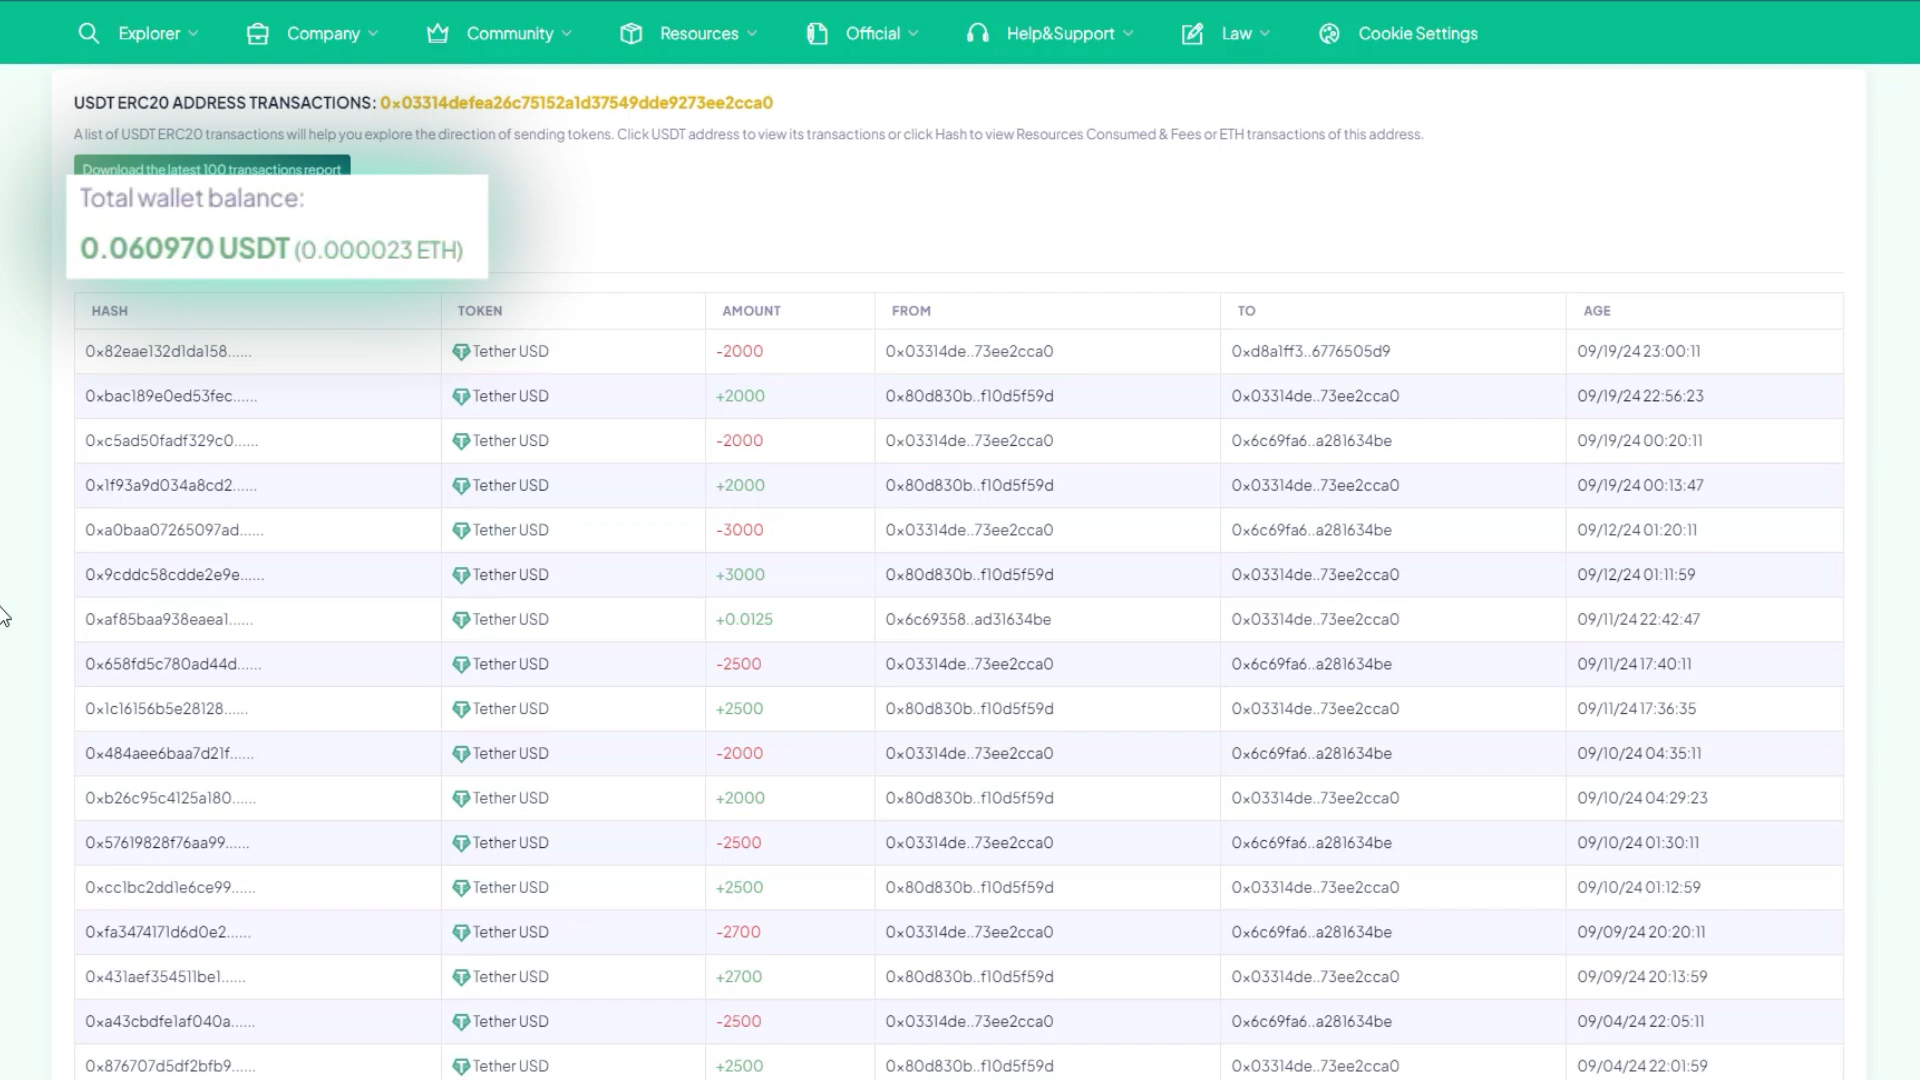 Explorer Company Community Resources Official Help&Support Law Cookie Settings
USDT ERC20 ADDRESS TRANSACTIONS: 0x03314defea26c75152a1d37549dde9273ee2cca0
A list of USDT ERC20 transactions will help you explore the direction of sending tokens. Click USDT address to view its transactions or click Hash to view Resources Consumed & Fees or ETH transactions of this address.
Download the latest 100 transactions report
Total wallet balance:
0.060970 USDT (0.000023 ETH)
HASH TOKEN AMOUNT FROM TO AGE
0x82eae132d1da158...... Tether USD -2000 0x03314de..73ee2cca0 0xd8a1ff3..6776505d9 09/19/24 23:00:11
0xbac189e0ed53fec...... Tether USD +2000 0x80d830b..f10d5f59d 0x03314de..73ee2cca0 09/19/24 22:56:23
0xc5ad50fadf329c0...... Tether USD -2000 0x03314de..73ee2cca0 0x6c69fa6..a281634be 09/19/24 00:20:11
0x1f93a9d034a8cd2...... Tether USD +2000 0x80d830b..f10d5f59d 0x03314de..73ee2cca0 09/19/24 00:13:47
0xa0baa07265097ad...... Tether USD -3000 0x03314de..73ee2cca0 0x6c69fa6..a281634be 09/12/24 01:20:11
0x9cddc58cdde2e9e...... Tether USD +3000 0x80d830b..f10d5f59d 0x03314de..73ee2cca0 09/12/24 01:11:59
0xaf85baa938eaea1...... Tether USD +0.0125 0x6c69358..ad31634be 0x03314de..73ee2cca0 09/11/24 22:42:47
0x658fd5c780ad44d...... Tether USD -2500 0x03314de..73ee2cca0 0x6c69fa6..a281634be 09/11/24 17:40:11
0x1c16156b5e28128...... Tether USD +2500 0x80d830b..f10d5f59d 0x03314de..73ee2cca0 09/11/24 17:36:35
0x484aee6baa7d21f...... Tether USD -2000 0x03314de..73ee2cca0 0x6c69fa6..a281634be 09/10/24 04:35:11
0xb26c95c4125a180...... Tether USD +2000 0x80d830b..f10d5f59d 0x03314de..73ee2cca0 09/10/24 04:29:23
0x57619828f76aa99...... Tether USD -2500 0x03314de..73ee2cca0 0x6c69fa6..a281634be 09/10/24 01:30:11
0xcc1bc2dd1e6ce99...... Tether USD +2500 0x80d830b..f10d5f59d 0x03314de..73ee2cca0 09/10/24 01:12:59
0xfa3474171d6d0e2...... Tether USD -2700 0x03314de..73ee2cca0 0x6c69fa6..a281634be 09/09/24 20:20:11
0x431aef354511be1...... Tether USD +2700 0x80d830b..f10d5f59d 0x03314de..73ee2cca0 09/09/24 20:13:59
0xa43cbdfe1af040a...... Tether USD -2500 0x03314de..73ee2cca0 0x6c69fa6..a281634be 09/04/24 22:05:11
0x876707d5df2bfb9...... Tether USD +2500 0x80d830b..f10d5f59d 0x03314de..73ee2cca0 09/04/24 22:01:59